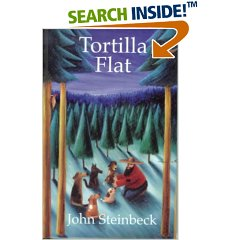 SEARCH INSIDE!™
Tortilla
Flat
John Steinbeck